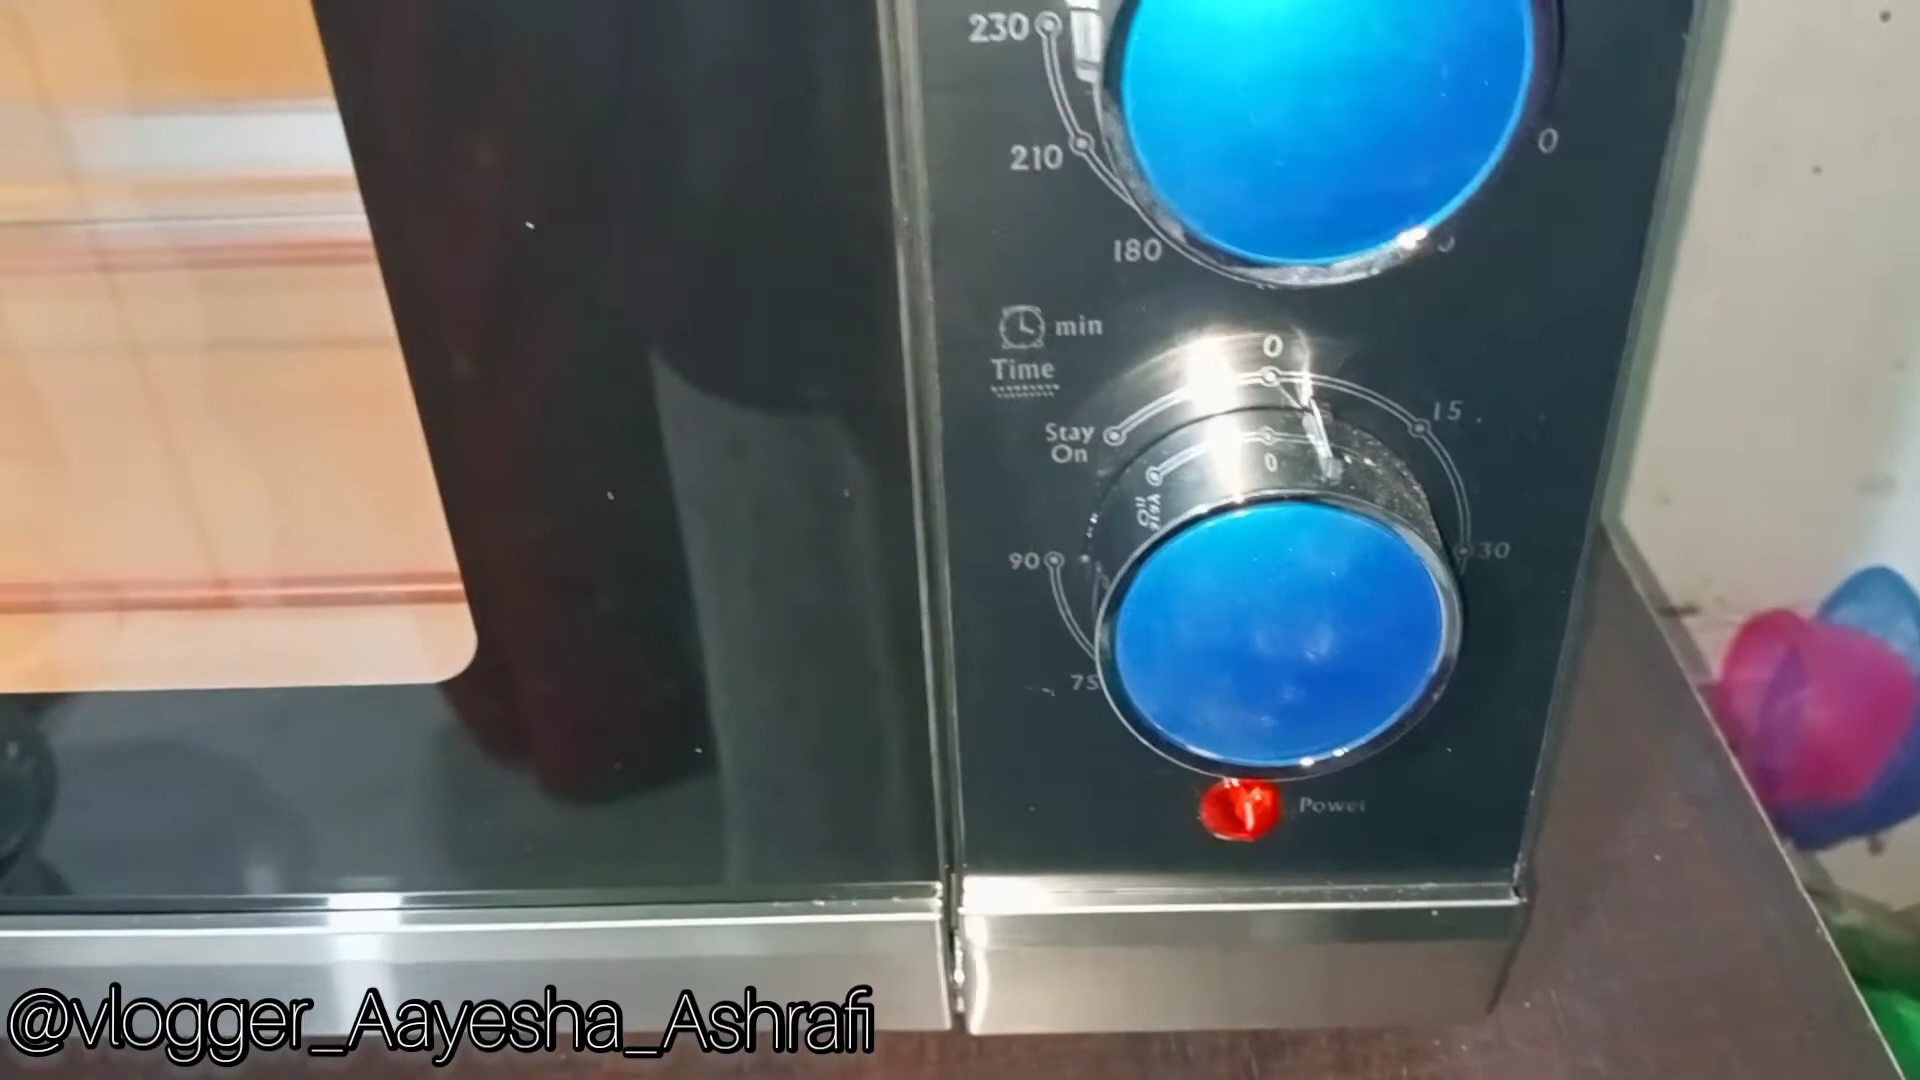 230
210
0
180
min
Time
0
Stay
On
15
0
90
30
75
Power
@vlogger_Aayesha_Ashrafi